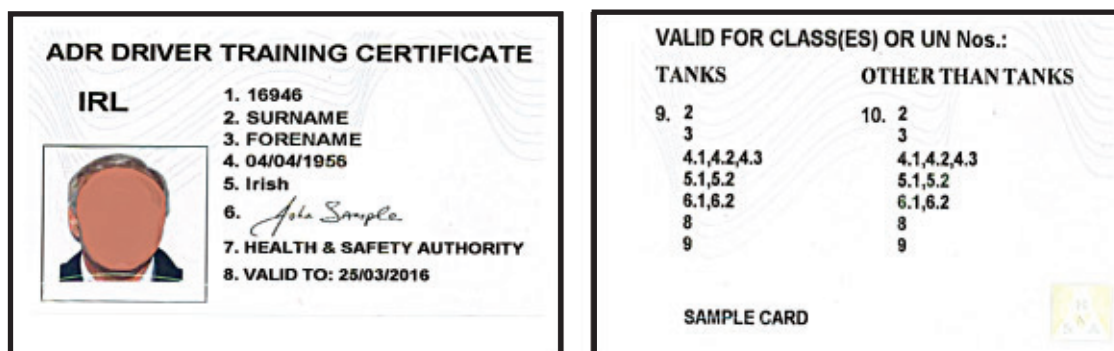 ADR DRIVER TRAINING CERTIFICATE
IRL
1. 16946
2. SURNAME
3. FORENAME
4. 04/04/1956
5. Irish
6. John Sample
7. HEALTH & SAFETY AUTHORITY
8. VALID TO: 25/03/2016
VALID FOR CLASS(ES) OR UN Nos.:
TANKS OTHER THAN TANKS
9. 2 10. 2
3 3
4.1,4.2,4.3 4.1,4.2,4.3
5.1,5.2 5.1,5.2
6.1,6.2 6.1,6.2
8 8
9 9
SAMPLE CARD
H
S A A